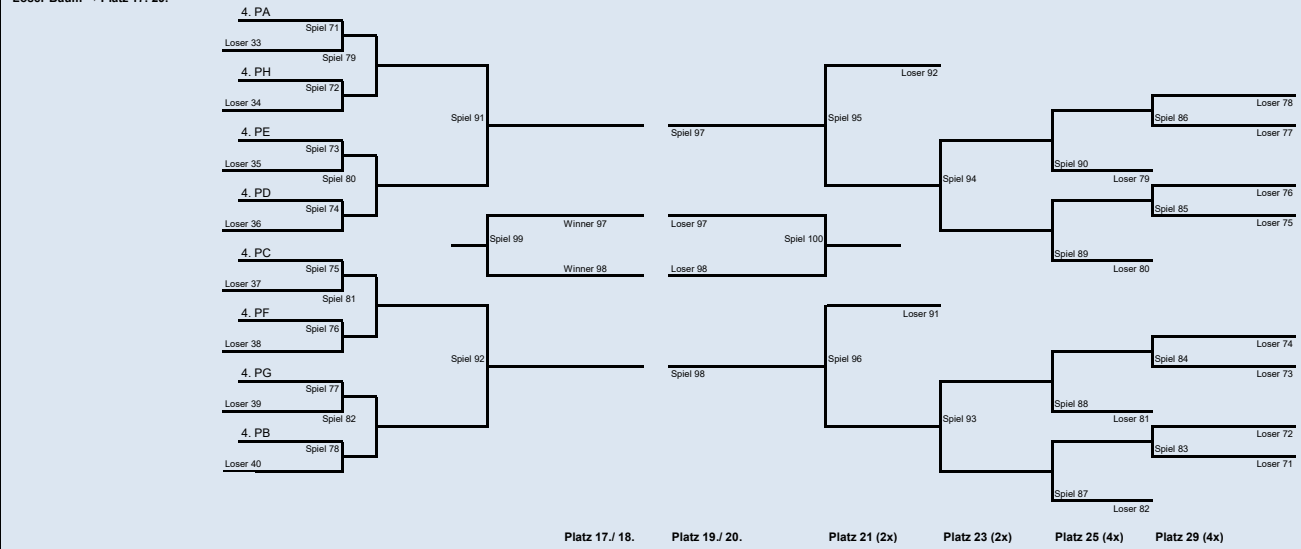 4. PA
Spiel 71
Loser 33
Spiel 79
4. PH
Spiel 72
Loser 34
Spiel 91
4. PE
Spiel 73
Loser 35
Spiel 80
4. PD
Spiel 74
Loser 36
4. PC
Spiel 75
Loser 37
Spiel 81
4. PF
Spiel 76
Loser 38
Spiel 92
4. PG
Spiel 77
Loser 39
Spiel 82
4. PB
Spiel 78
Loser 40
Winner 97
Spiel 99
Winner 98
Spiel 97
Loser 97
Spiel 100
Loser 98
Spiel 98
Loser 92
Spiel 95
Spiel 94
Loser 91
Spiel 96
Spiel 93
Loser 78
Spiel 86
Loser 77
Spiel 90
Loser 79
Loser 76
Spiel 85
Loser 75
Spiel 89
Loser 80
Loser 74
Spiel 84
Loser 73
Spiel 88
Loser 81
Loser 72
Spiel 83
Loser 71
Spiel 87
Loser 82
Platz 17./ 18.
Platz 19./ 20.
Platz 21 (2x)
Platz 23 (2x)
Platz 25 (4x)
Platz 29 (4x)